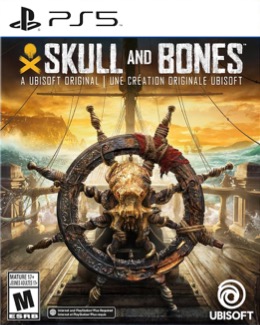 PS5
SKULL AND BONES
A UBISOFT ORIGINAL | UNE CRÉATION ORIGINALE UBISOFT
MATURE 17+
M
ESRB
UBISOFT